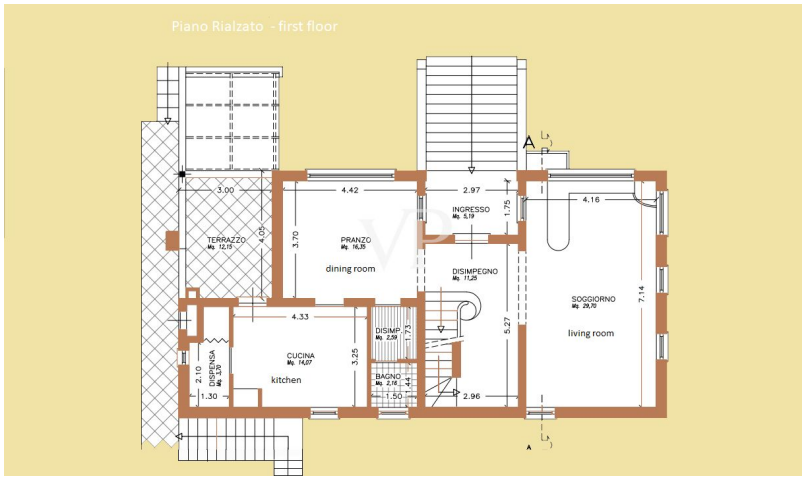 Piano Rialzato - first floor
A
3.00
4.42
2.97
4.16
INGRESSO
Mq. 5,19
1.75
TERRAZZO
Mq. 12,15
4.05
3.70
PRANZO
Mq. 16,35
VP
dining room
DISIMPEGNO
Mq. 11,25
SOGGIORNO
Mq. 29,70
7.14
living room
4.33
5.27
DISIMP.
Mq. 2,59
1.73
CUCINA
Mq. 14,07
3.25
kitchen
DISPENSA
Mq. 3,70
2.10
1.30
BAGNO
Mq. 2,16
1.44
1.50
2.96
A